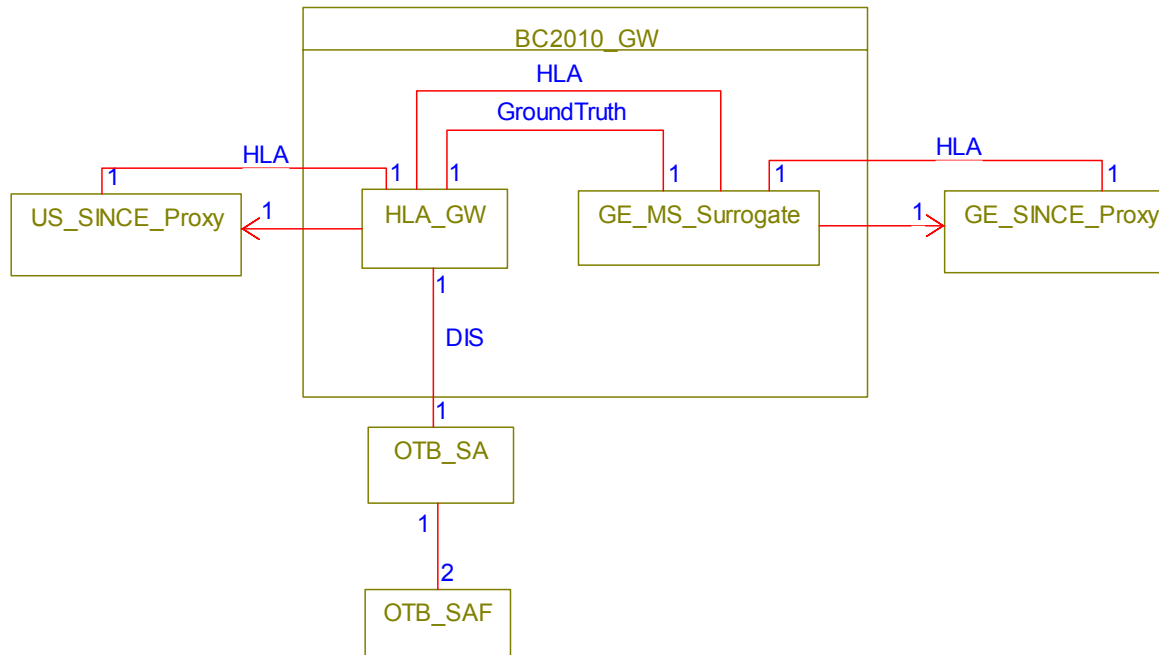 BC2010_GW
HLA
GroundTruth
HLA
HLA
1
1
1
1
1
1
US_SINCE_Proxy
1
HLA_GW
GE_MS_Surrogate
1
GE_SINCE_Proxy
1
DIS
1
OTB_SA
1
2
OTB_SAF